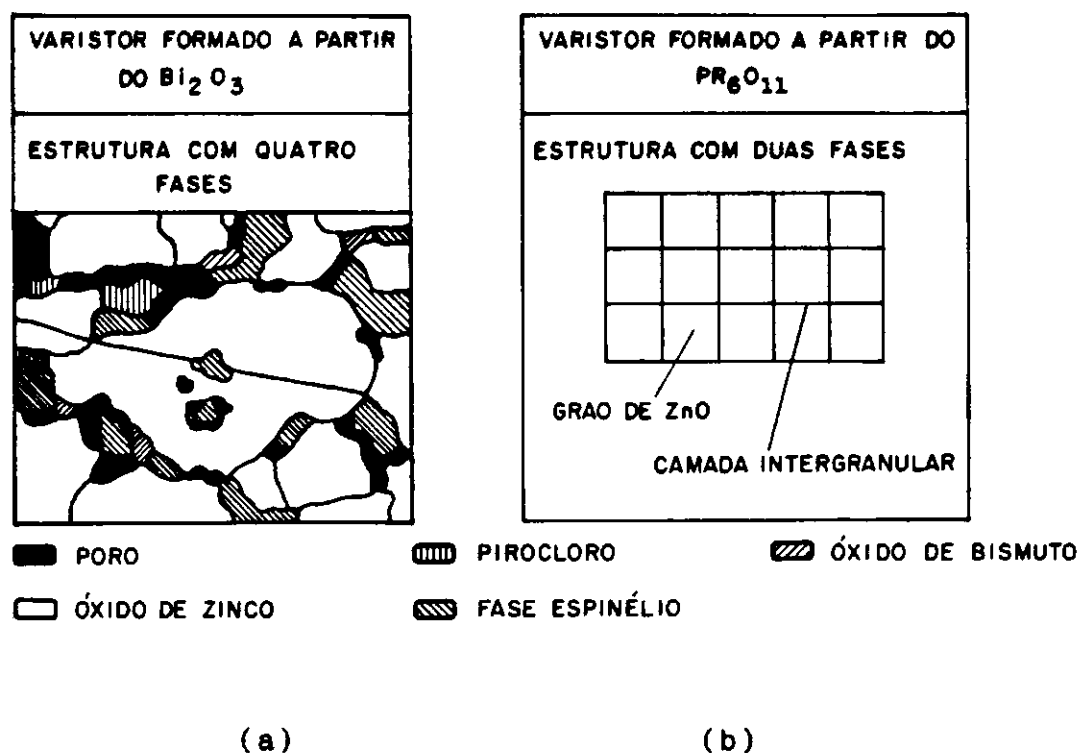 VARISTOR FORMADO A PARTIR
DO Bi2O3
ESTRUTURA COM QUATRO
FASES
VARISTOR FORMADO A PARTIR DO
PR6O11
ESTRUTURA COM DUAS FASES
GRAO DE ZnO
CAMADA INTERGRANULAR
PORO
PIROCLORO
ÓXIDO DE BISMUTO
ÓXIDO DE ZINCO
FASE ESPINÉLIO
(a)
(b)